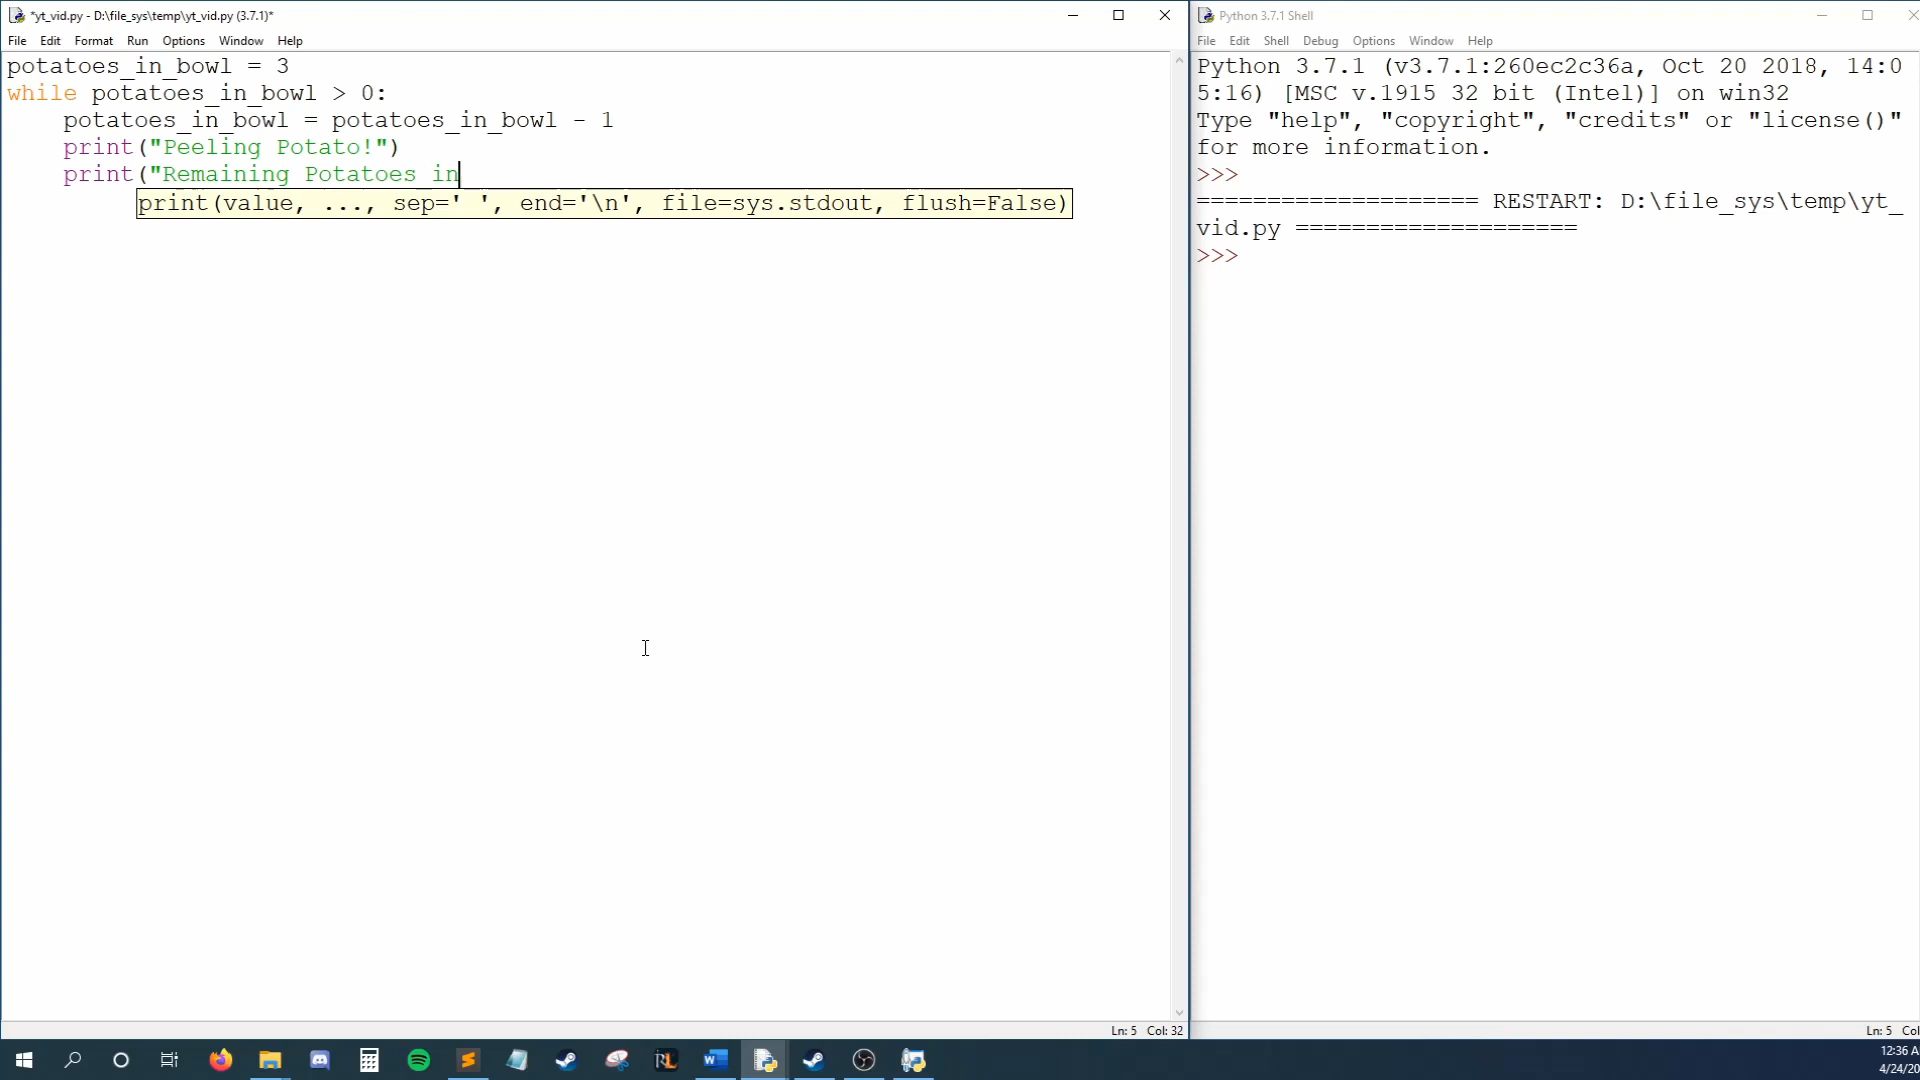 *yt_vid.py - D:\file_sys\temp\yt_vid.py (3.7.1)*
File Edit Format Run Options Window Help
potatoes_in_bowl = 3
while potatoes_in_bowl > 0:
    potatoes_in_bowl = potatoes_in_bowl - 1
    print("Peeling Potato!")
    print("Remaining Potatoes in
print(value, ..., sep=' ', end='\n', file=sys.stdout, flush=False)
Ln: 5 Col: 32
Python 3.7.1 Shell
File Edit Shell Debug Options Window Help
Python 3.7.1 (v3.7.1:260ec2c36a, Oct 20 2018, 14:0
5:16) [MSC v.1915 32 bit (Intel)] on win32
Type "help", "copyright", "credits" or "license()"
for more information.
>>>
==================== RESTART: D:\file_sys\temp\yt_
vid.py ====================
>>>
Ln: 5 Col
RL
W
12:36 A
4/24/20